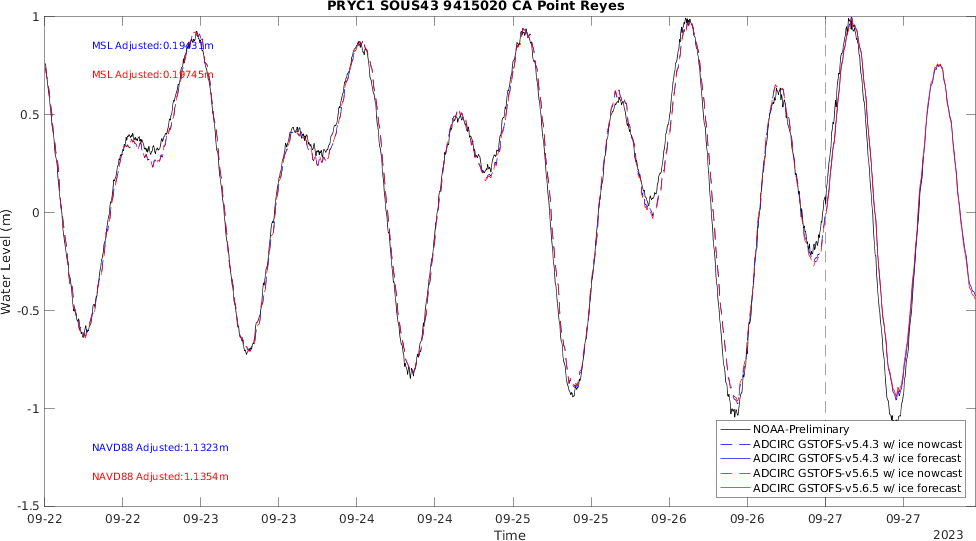 PRYC1 SOUS43 9415020 CA Point Reyes
1
MSL Adjusted:0.19431m
MSL Adjusted:0.19745m
0.5
0
Water Level (m)
-0.5
-1
NAVD88 Adjusted:1.1323m
NAVD88 Adjusted:1.1354m
NOAA-Preliminary
ADCIRC GSTOFS-v5.4.3 w/ ice nowcast
ADCIRC GSTOFS-v5.4.3 w/ ice forecast
ADCIRC GSTOFS-v5.6.5 w/ ice nowcast
ADCIRC GSTOFS-v5.6.5 w/ ice forecast
-1.5
09-22 09-22 09-23 09-23 09-24 09-24 09-25 09-25 09-26 09-26 09-27 09-27
Time
2023